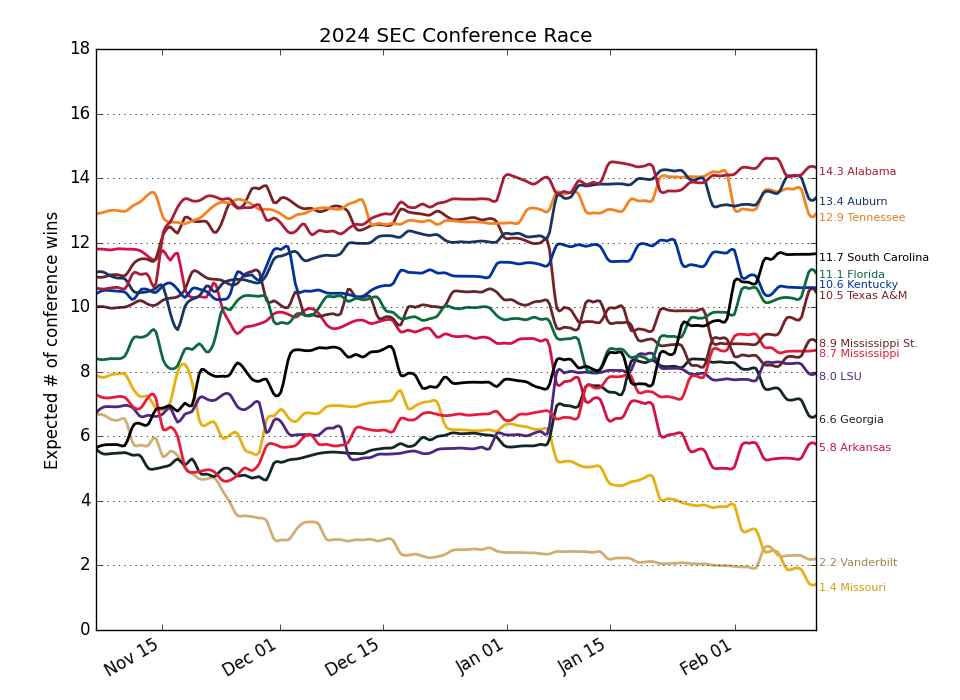 2024 SEC Conference Race
Expected # of conference wins
18
16
14
12
10
8
6
4
2
0
14.3 Alabama
13.4 Auburn
12.9 Tennessee
11.7 South Carolina
11.1 Florida
10.6 Kentucky
10.5 Texas A&M
8.9 Mississippi St.
8.7 Mississippi
8.0 LSU
6.6 Georgia
5.8 Arkansas
2.2 Vanderbilt
1.4 Missouri
Nov 15
Dec 01
Dec 15
Jan 01
Jan 15
Feb 01